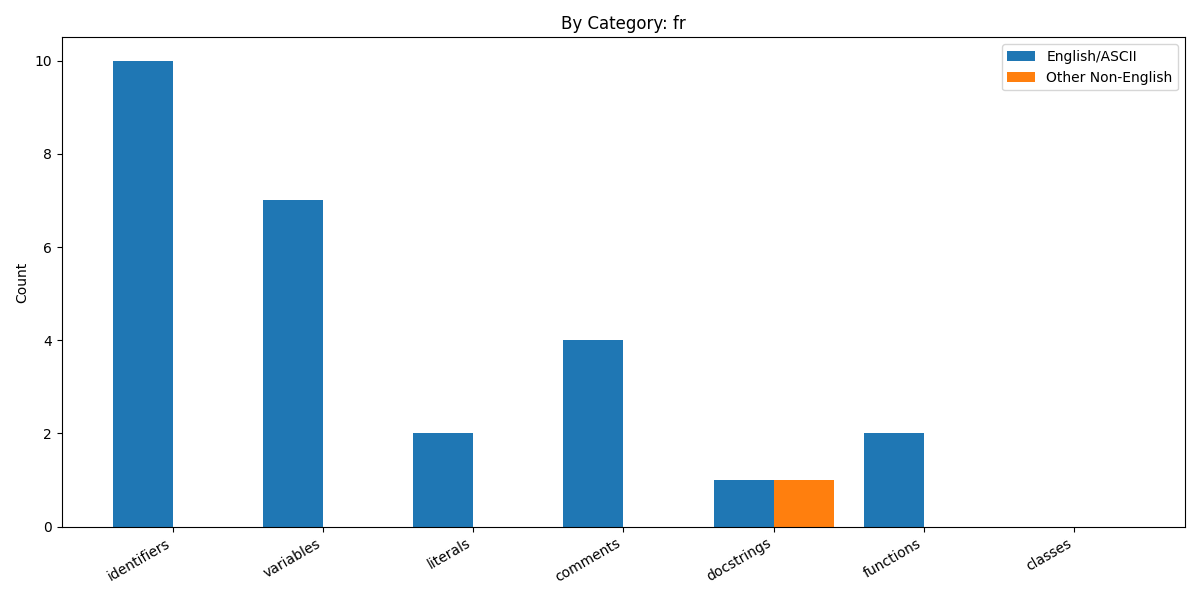 By Category: fr
English/ASCII
Other Non-English
Count
10
8
6
4
2
0
identifiers
variables
literals
comments
docstrings
functions
classes